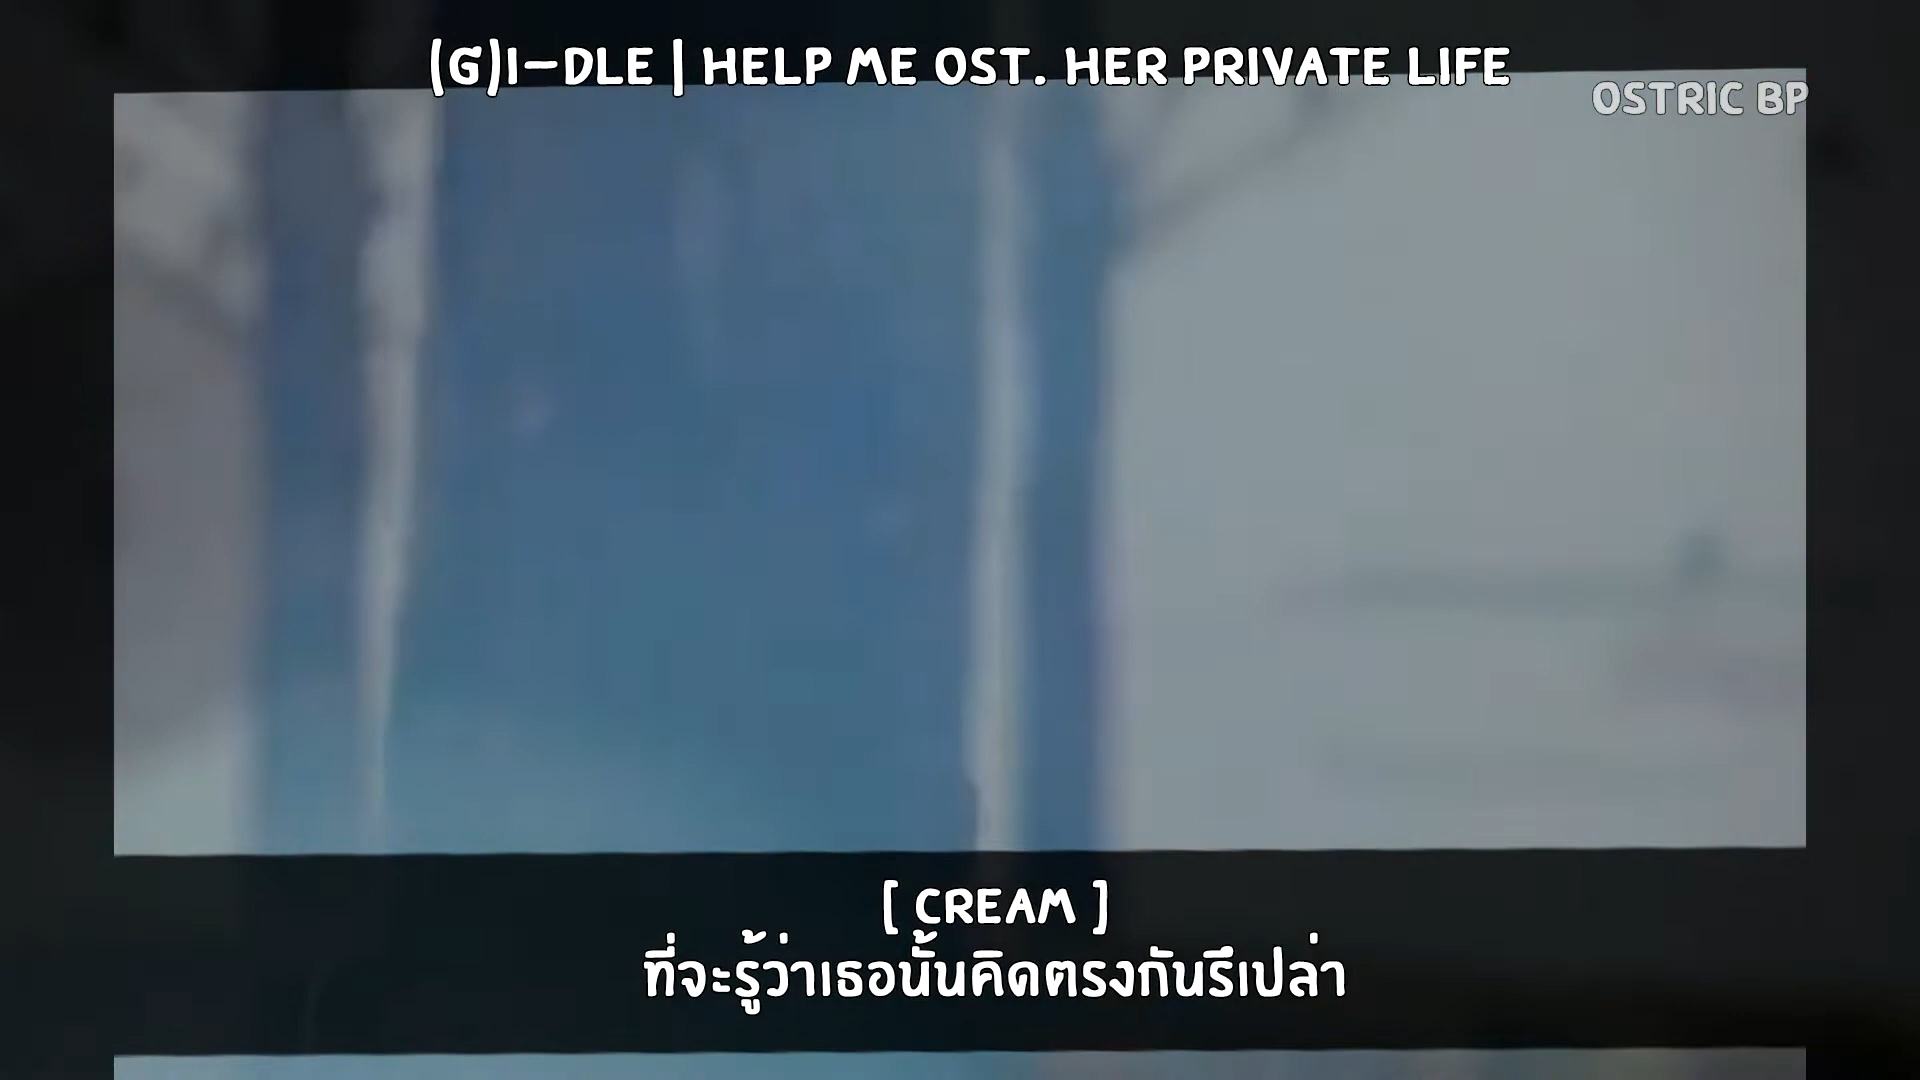 (G)I-DLE | HELP ME OST. HER PRIVATE LIFE
OSTRIC BP
[ CREAM ]
ที่จะรู้ว่าเธอนั้นคิดตรงกันรึเปล่า